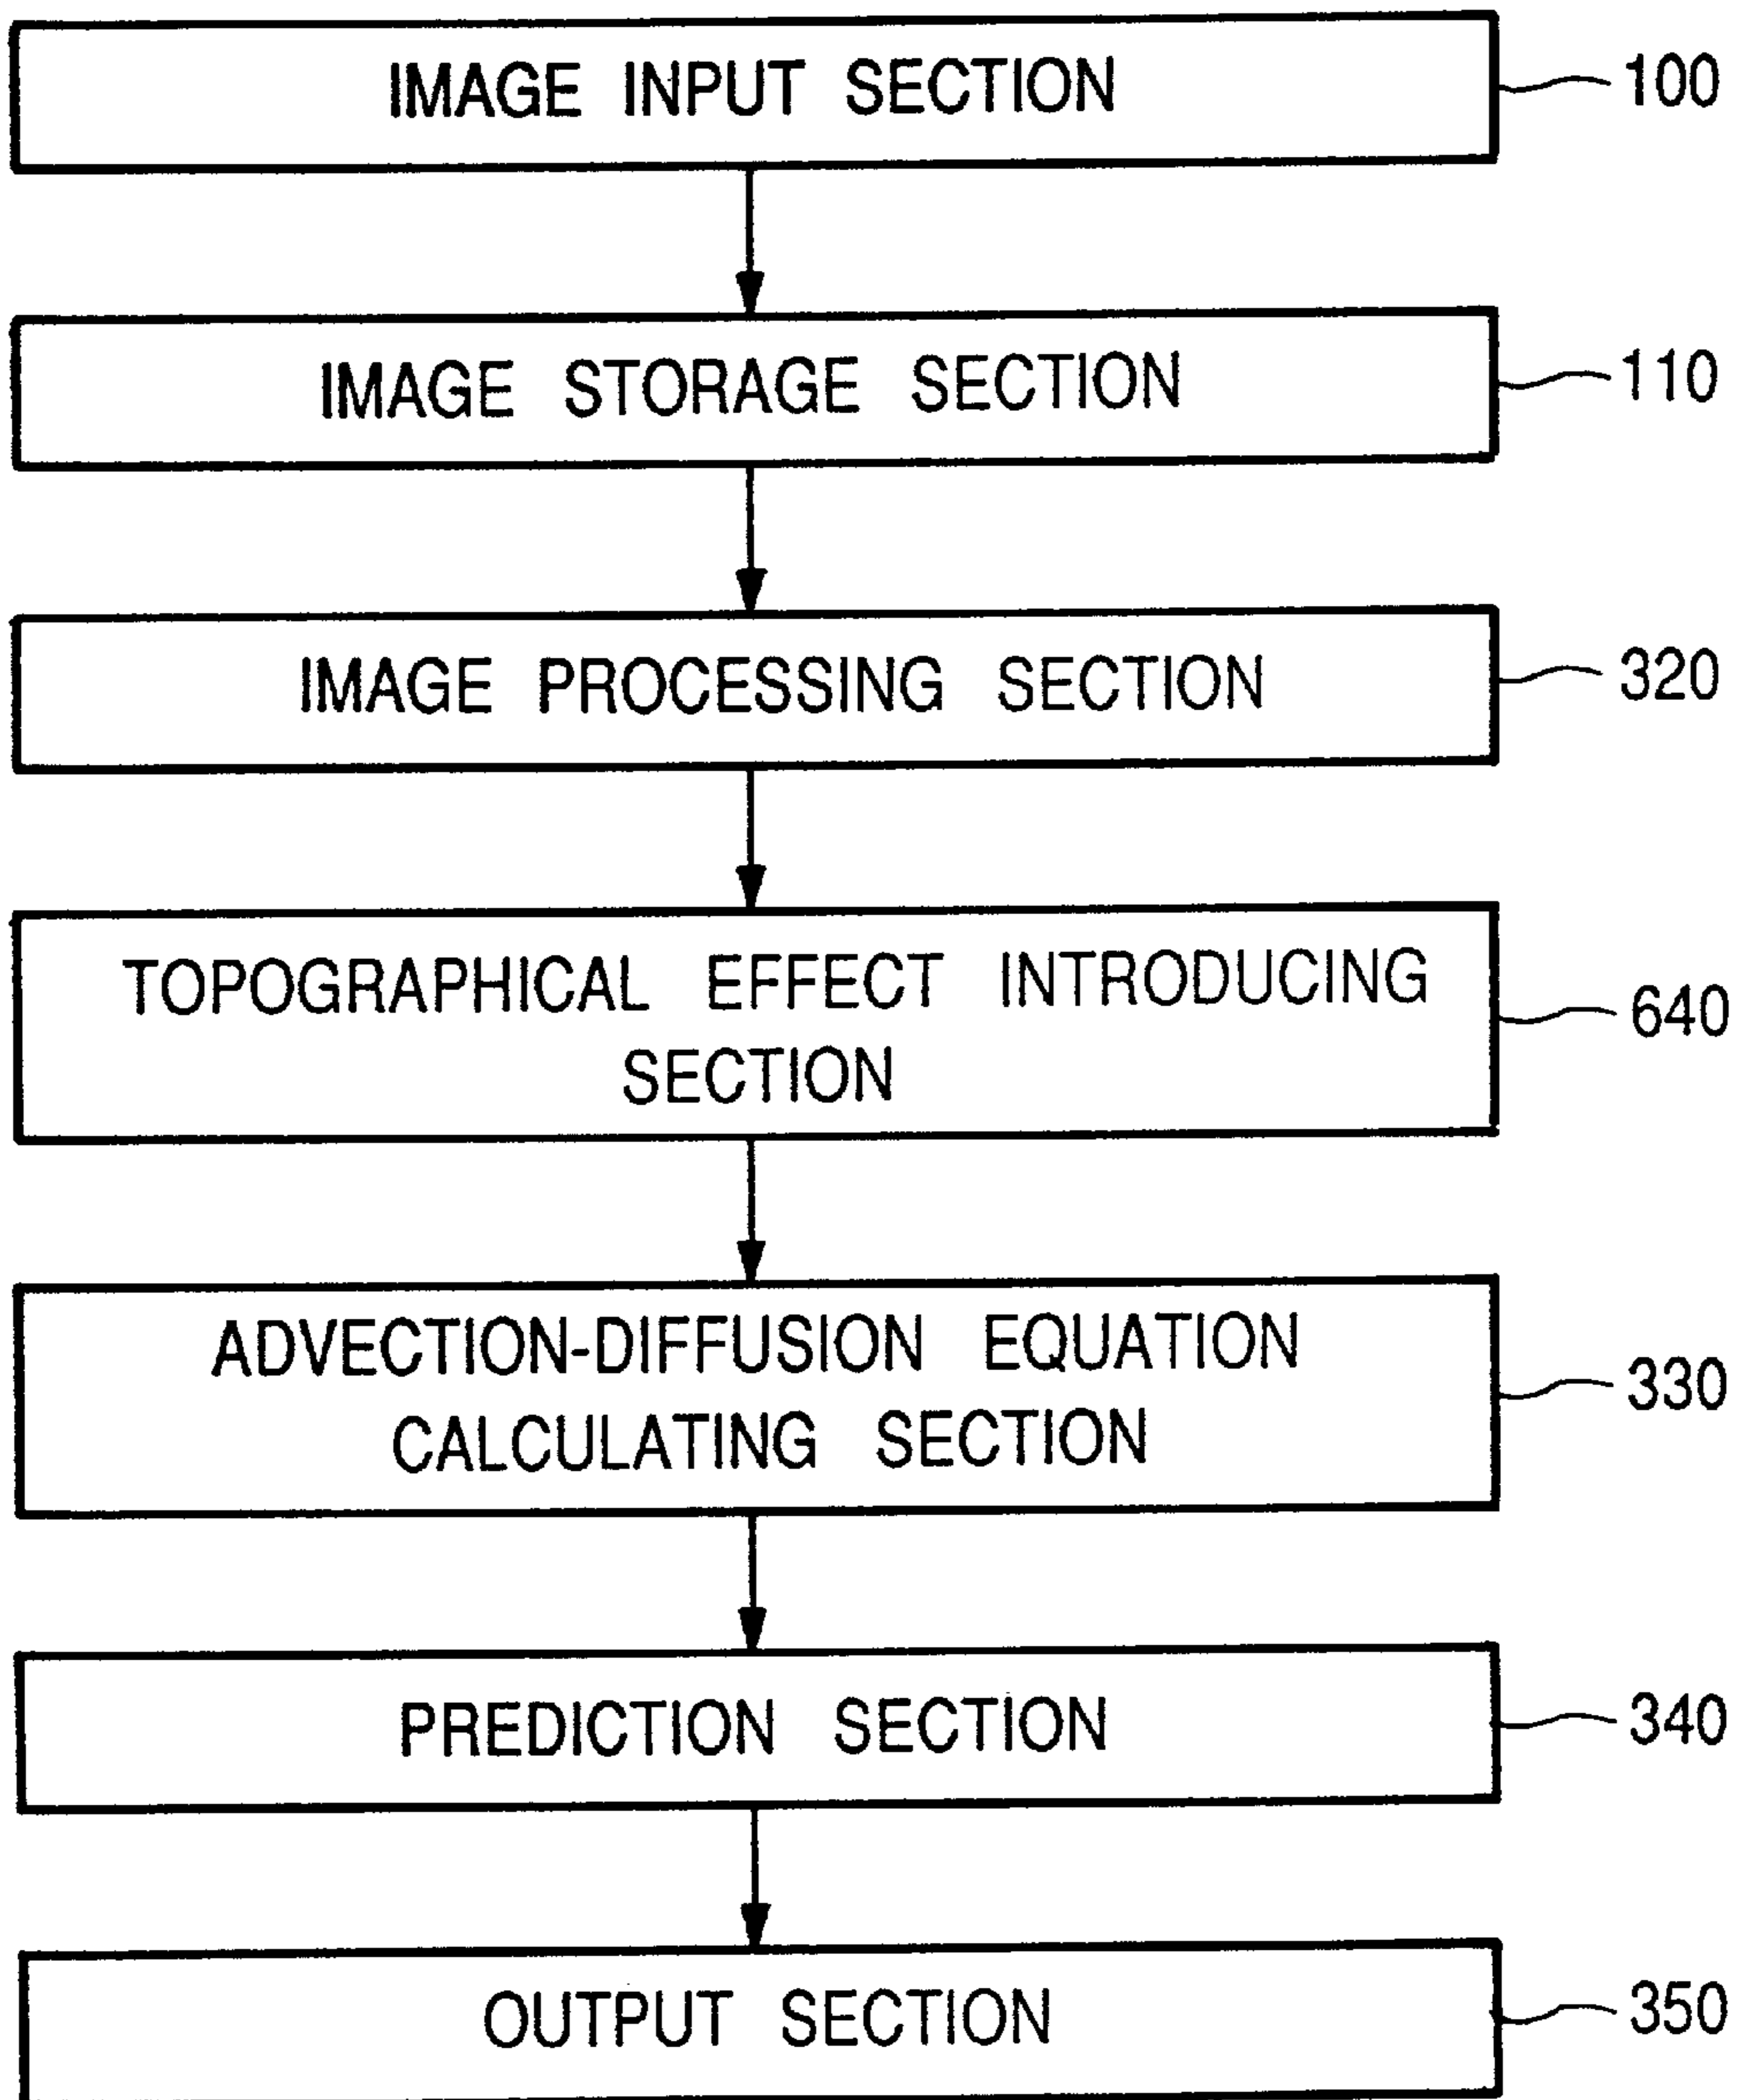 IMAGE INPUT SECTION 100
IMAGE STORAGE SECTION 110
IMAGE PROCESSING SECTION 320
TOPOGRAPHICAL EFFECT INTRODUCING
SECTION
640
ADVECTION-DIFFUSION EQUATION
CALCULATING SECTION
330
PREDICTION SECTION 340
OUTPUT SECTION 350